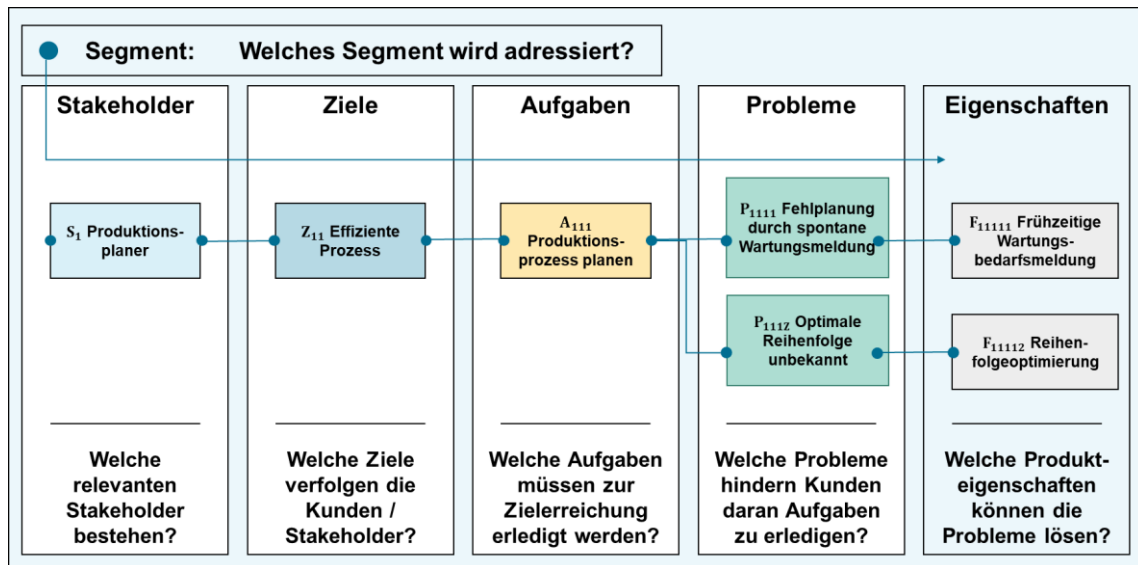 Segment: Welches Segment wird adressiert?
Stakeholder
S₁ Produktions-
planer
Welche
relevanten
Stakeholder
bestehen?
Ziele
Z₁₁ Effiziente
Prozess
Welche Ziele
verfolgen die
Kunden /
Stakeholder?
Aufgaben
A₁₁₁
Produktions-
prozess planen
Welche Aufgaben
müssen zur
Zielerreichung
erledigt werden?
Probleme
P₁₁₁₁ Fehlplanung
durch spontane
Wartungsmeldung
P₁₁₁Z Optimale
Reihenfolge
unbekannt
Welche Probleme
hindern Kunden
daran Aufgaben
zu erledigen?
Eigenschaften
F₁₁₁₁₁ Frühzeitige
Wartungs-
bedarfsmeldung
F₁₁₁₁₂ Reihen-
folgeoptimierung
Welche Produkt-
eigenschaften
können die
Probleme lösen?